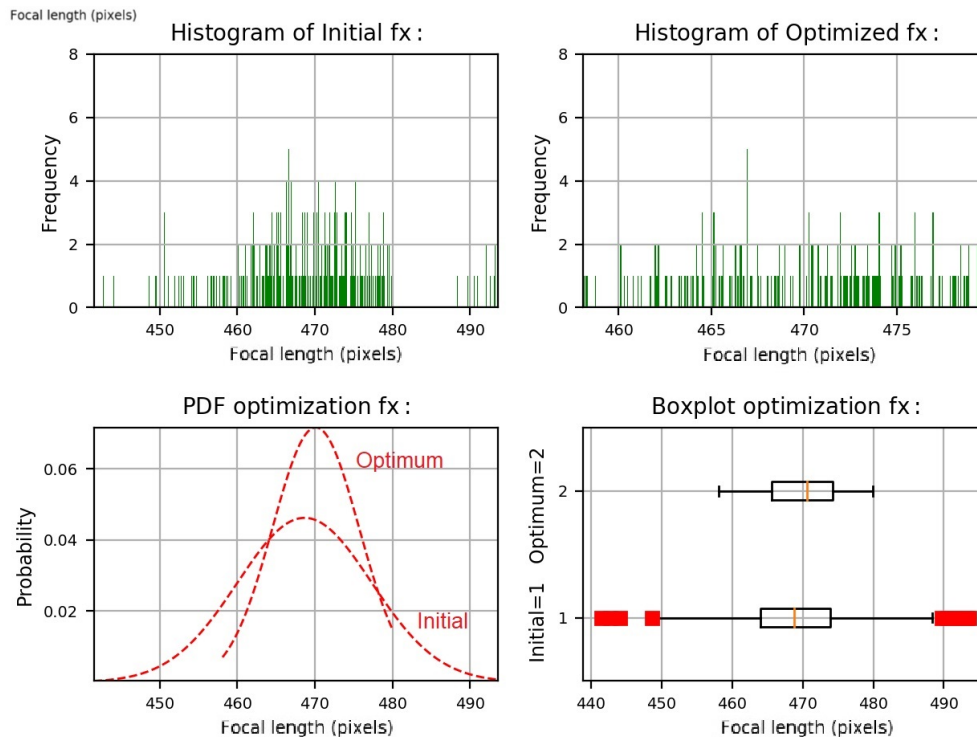 Focal length (pixels)
Histogram of Initial fx:
Frequency
8
6
4
2
0
450 460 470 480 490
Focal length (pixels)
Histogram of Optimized fx:
Frequency
8
6
4
2
0
460 465 470 475
Focal length (pixels)
PDF optimization fx:
Probability
0.06
0.04
0.02
Optimum
Initial
450 460 470 480 490
Focal length (pixels)
Boxplot optimization fx:
Initial=1 Optimum=2
2
1
440 450 460 470 480 490
Focal length (pixels)